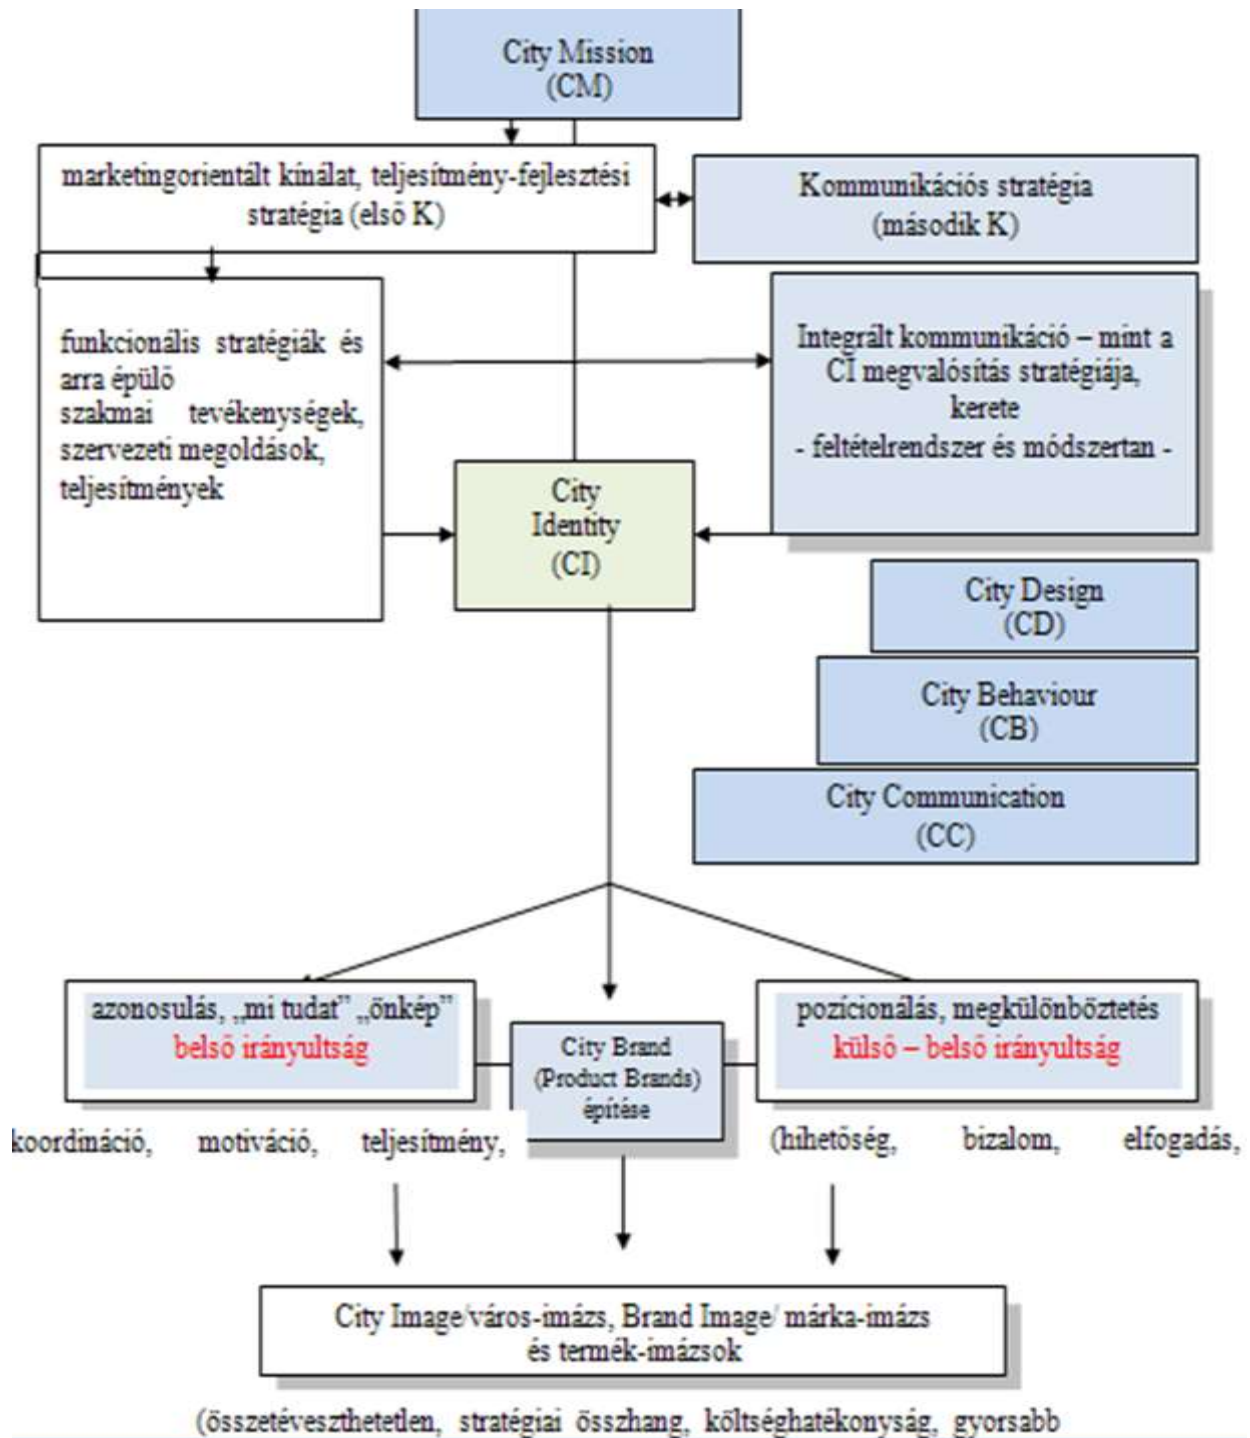 City Mission
(CM)
marketingorientált kínálat, teljesítmény-fejlesztési
stratégia (első K)
Kommunikációs stratégia
(második K)
funkcionális stratégiák és
arra épülő
szakmai tevékenységek,
szervezeti megoldások,
teljesítmények
Integrált kommunikáció – mint a
CI megvalósítás stratégiája,
kerete
- feltételrendszer és módszertan -
City
Identity
(CI)
City Design
(CD)
City Behaviour
(CB)
City Communication
(CC)
azonosulás, „mi tudat” „önkép”
belső irányultság
City Brand
(Product Brands)
építése
pozícionálás, megkülönböztetés
külső – belső irányultság
koordináció, motiváció, teljesítmény,
(hihetőség, bizalom, elfogadás,
City Image/város-imázs, Brand Image/ márka-imázs
és termék-imázsok
(összetéveszthetetlen, stratégiai összhang, költséghatékonyság, gyorsabb